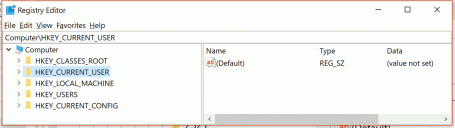 Registry Editor
File Edit View Favorites Help
Computer\HKEY_CURRENT_USER
Computer
HKEY_CLASSES_ROOT
HKEY_CURRENT_USER
HKEY_LOCAL_MACHINE
HKEY_USERS
HKEY_CURRENT_CONFIG
Name Type Data
ab (Default) REG_SZ (value not set)
(Default)